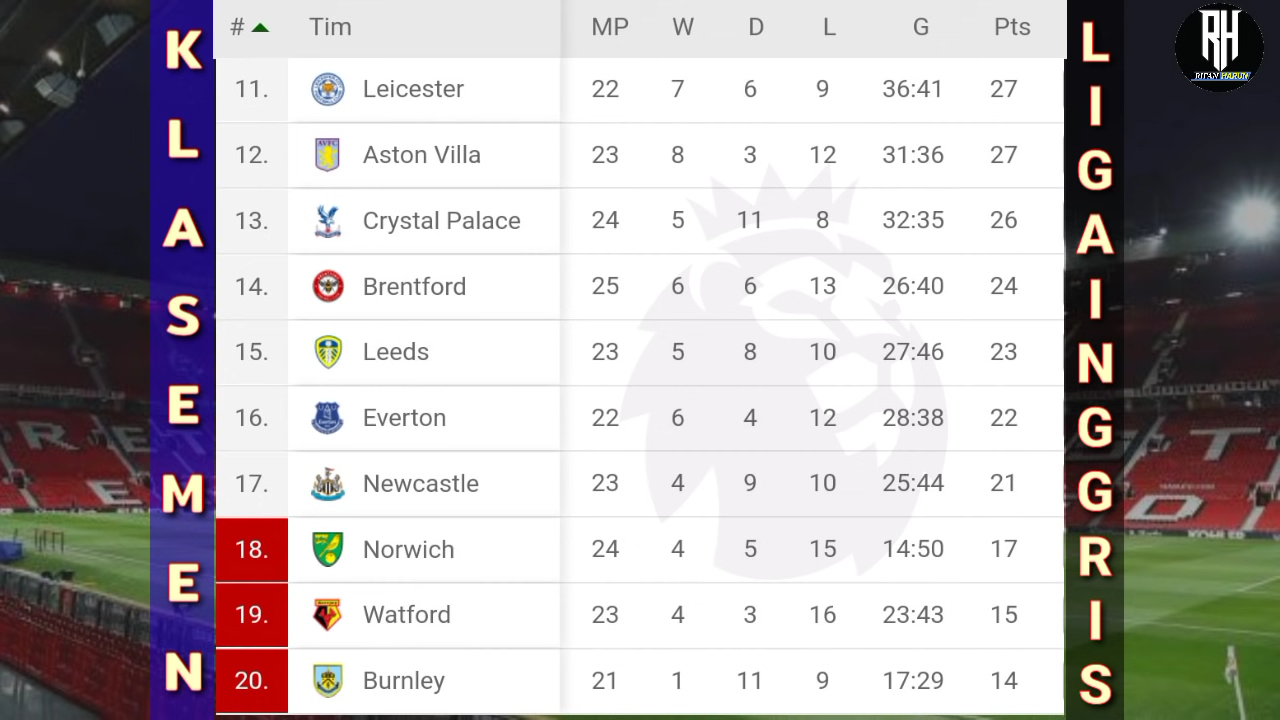 KLASEMEN
# Tim MP W D L G Pts
11. Leicester 22 7 6 9 36:41 27
12. Aston Villa 23 8 3 12 31:36 27
13. Crystal Palace 24 5 11 8 32:35 26
14. Brentford 25 6 6 13 26:40 24
15. Leeds 23 5 8 10 27:46 23
16. Everton 22 6 4 12 28:38 22
17. Newcastle 23 4 9 10 25:44 21
18. Norwich 24 4 5 15 14:50 17
19. Watford 23 4 3 16 23:43 15
20. Burnley 21 1 11 9 17:29 14
LIGAINGGRIS
RH